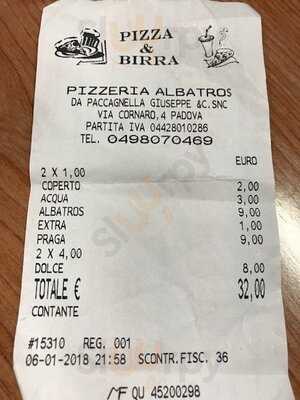 PIZZA
&
BIRRA
PIZZERIA ALBATROS
DA PACCAGNELLA GIUSEPPE &C.SNC
VIA CORNARO,4 PADOVA
PARTITA IVA 04428010286
TEL. 0498070469
EURO
2 X 1,00
COPERTO 2,00
ACQUA 3,00
ALBATROS 9,00
EXTRA 1,00
PRAGA 9,00
2 X 4,00
DOLCE 8,00
TOTALE € 32,00
CONTANTE
#15310 REG. 001
06-01-2018 21:58 SCONTR.FISC. 36
MF QU 45200298